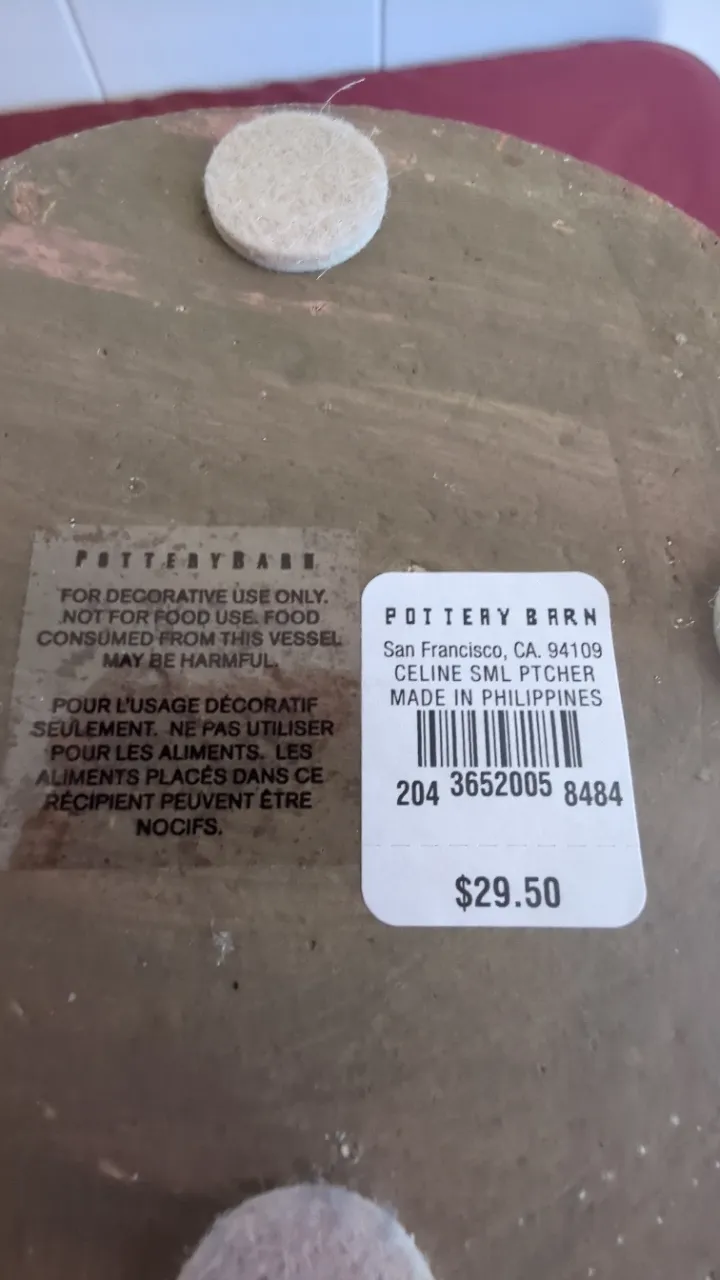 POTTERY BARN
FOR DECORATIVE USE ONLY.
NOT FOR FOOD USE. FOOD
CONSUMED FROM THIS VESSEL
MAY BE HARMFUL.
POUR L'USAGE DÉCORATIF
SEULEMENT. NE PAS UTILISER
POUR LES ALIMENTS. LES
ALIMENTS PLACÉS DANS CE
RÉCIPIENT PEUVENT ÊTRE
NOCIFS.
POTTERY BARN
San Francisco, CA. 94109
CELINE SML PTCHER
MADE IN PHILIPPINES
204 3652005 8484
$29.50